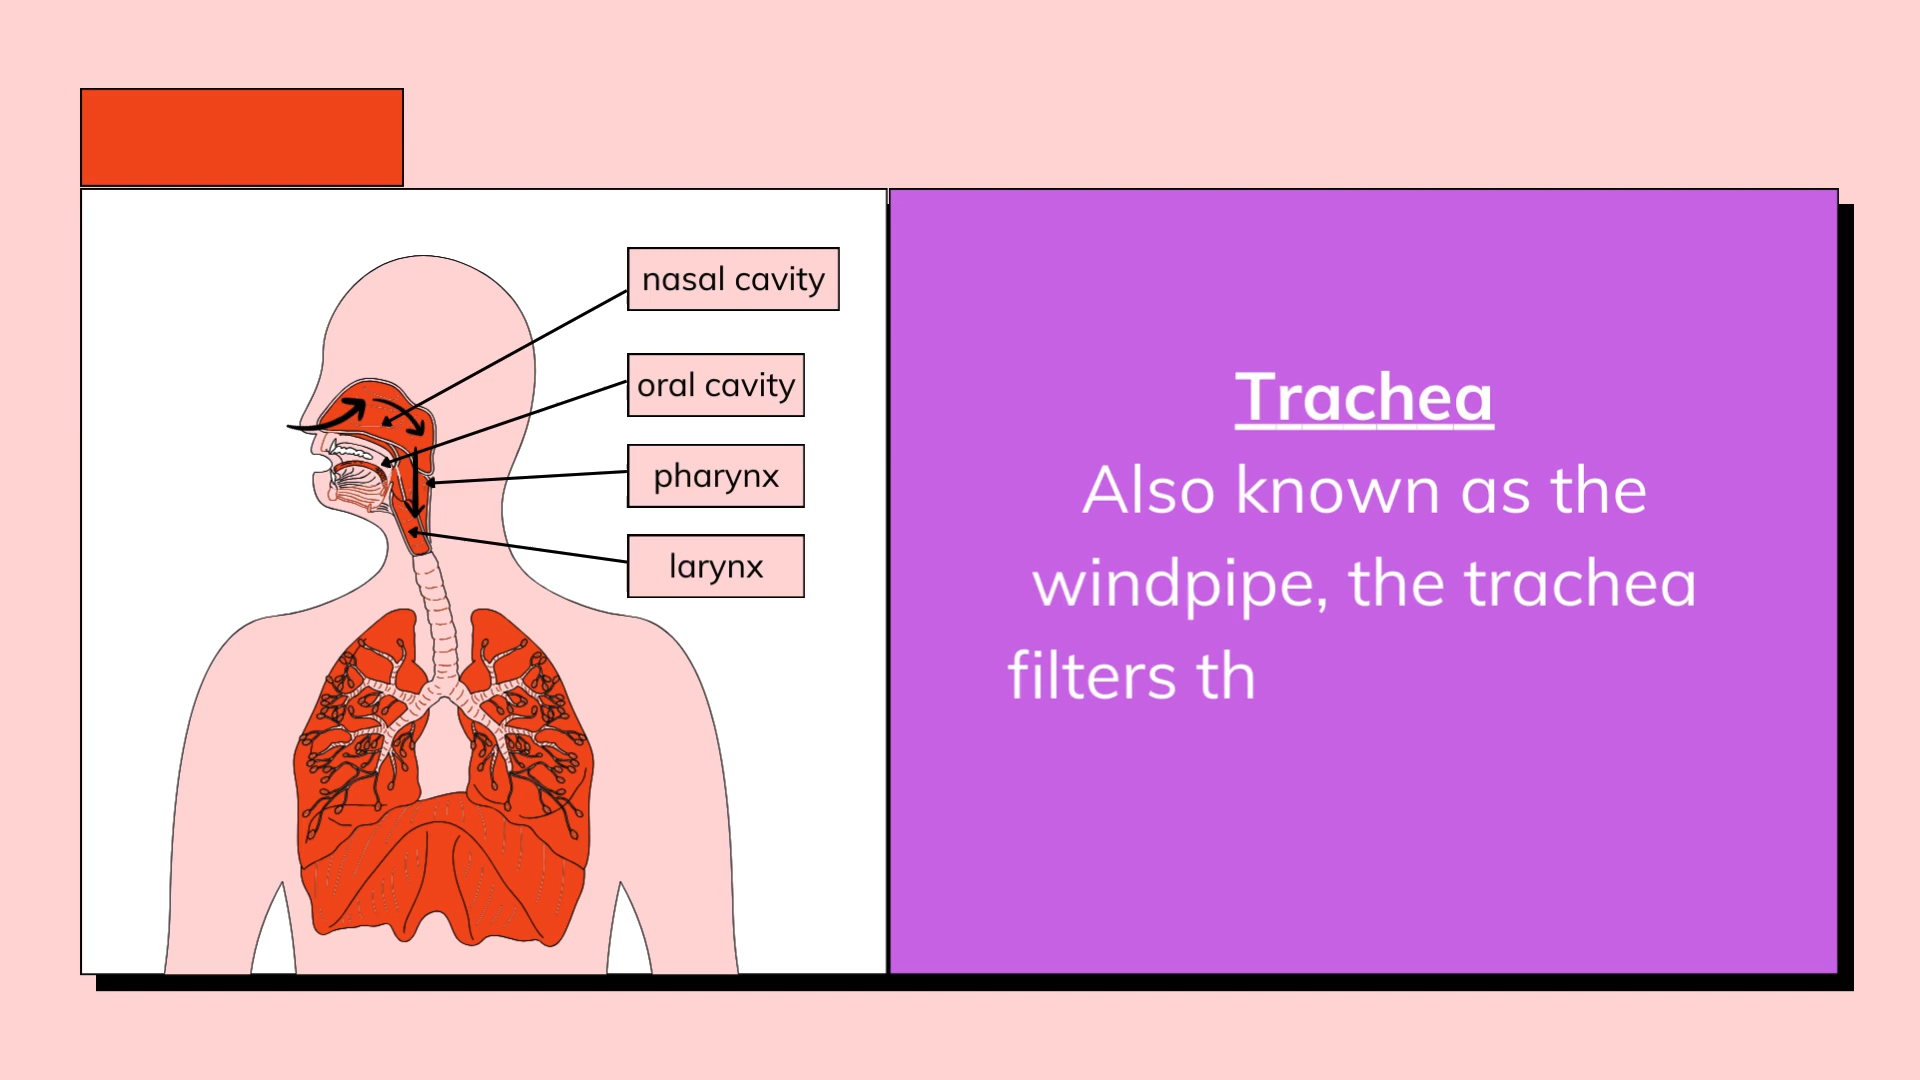 nasal cavity
oral cavity
pharynx
larynx
Trachea
Also known as the
windpipe, the trachea
filters th